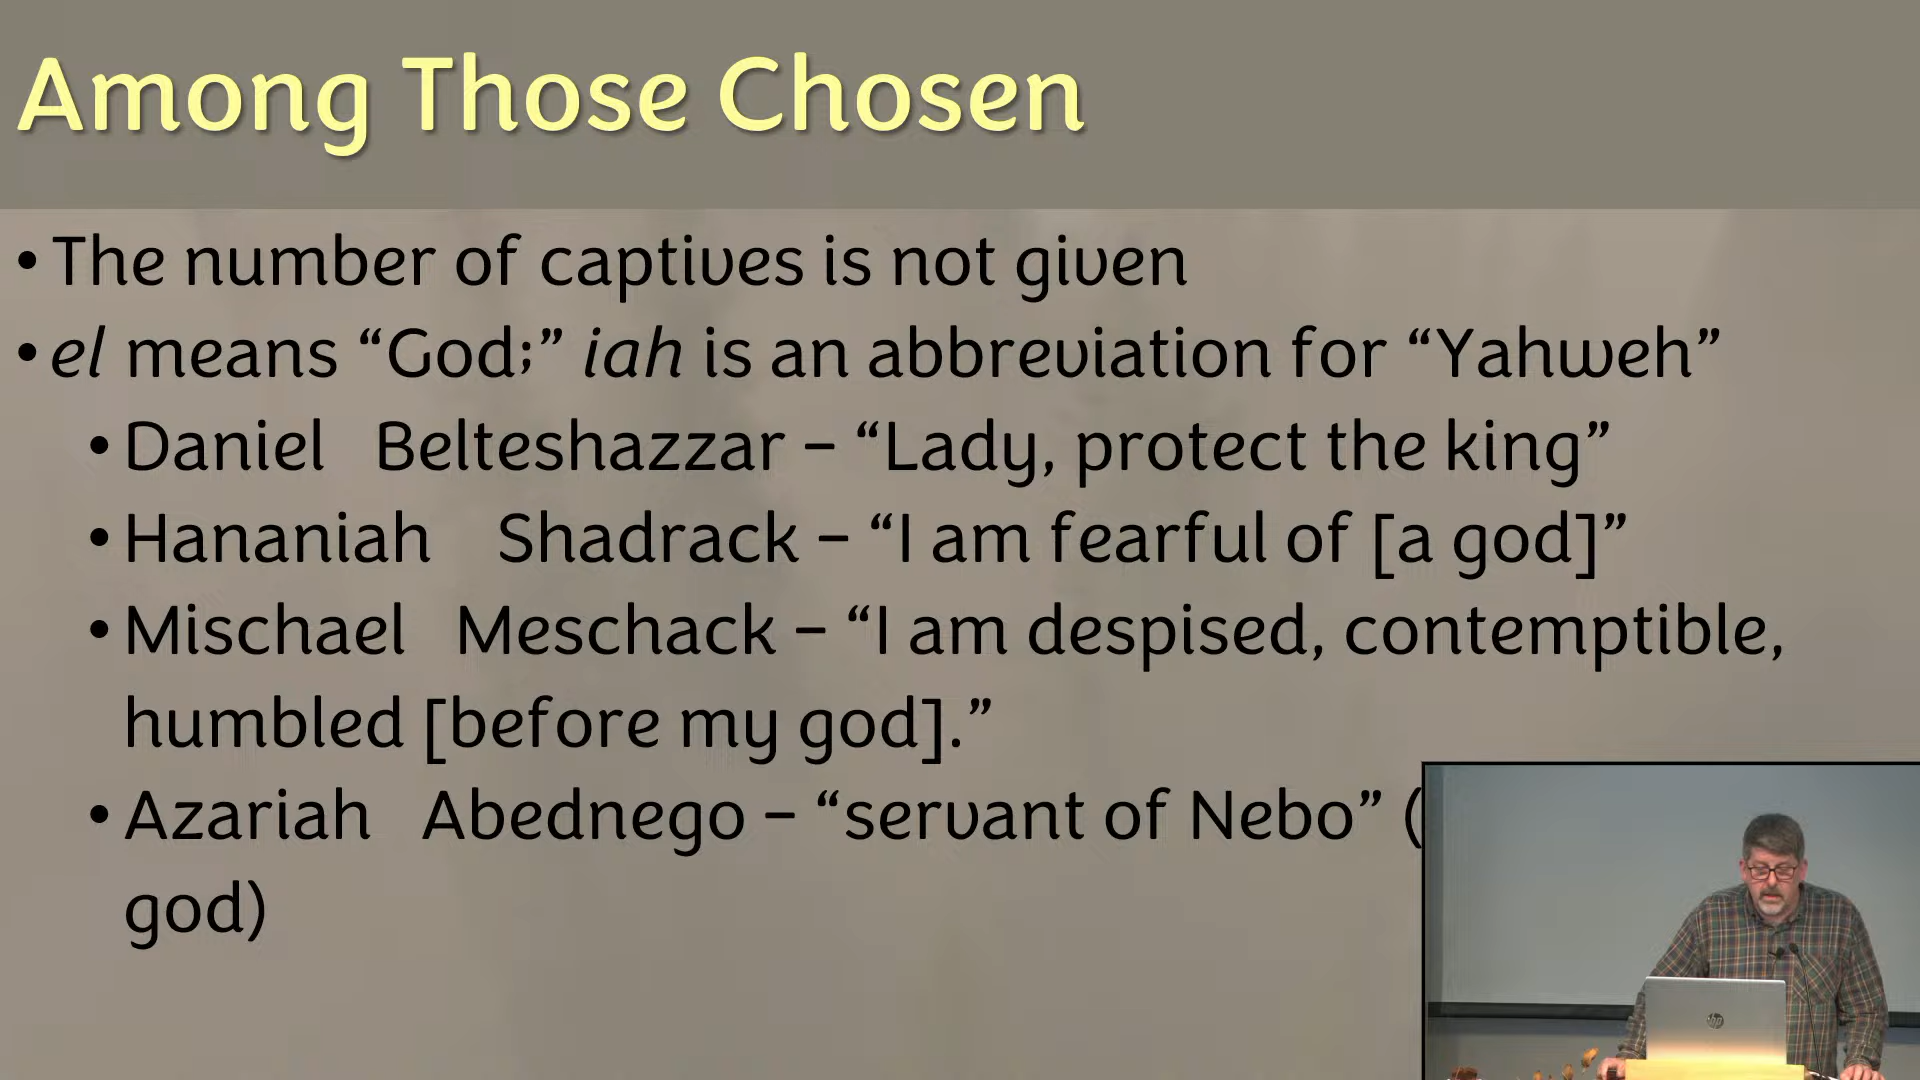 Among Those Chosen
• The number of captives is not given
• el means “God;” iah is an abbreviation for “Yahweh”
• Daniel Belteshazzar – “Lady, protect the king”
• Hananiah Shadrack – “I am fearful of [a god]”
• Mischael Meschack – “I am despised, contemptible,
humbled [before my god].”
• Azariah Abednego – “servant of Nebo” (
god)
hp